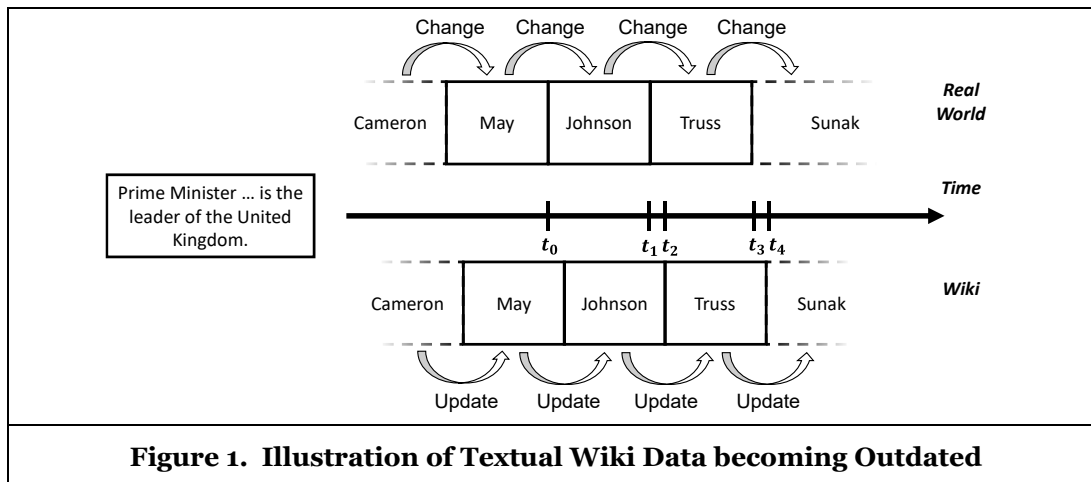 Change Change Change Change
Cameron May Johnson Truss Sunak
Real
World
Prime Minister … is the
leader of the United
Kingdom.
Time
t₀ t₁ t₂ t₃ t₄
Cameron May Johnson Truss Sunak
Wiki
Update Update Update Update
Figure 1. Illustration of Textual Wiki Data becoming Outdated